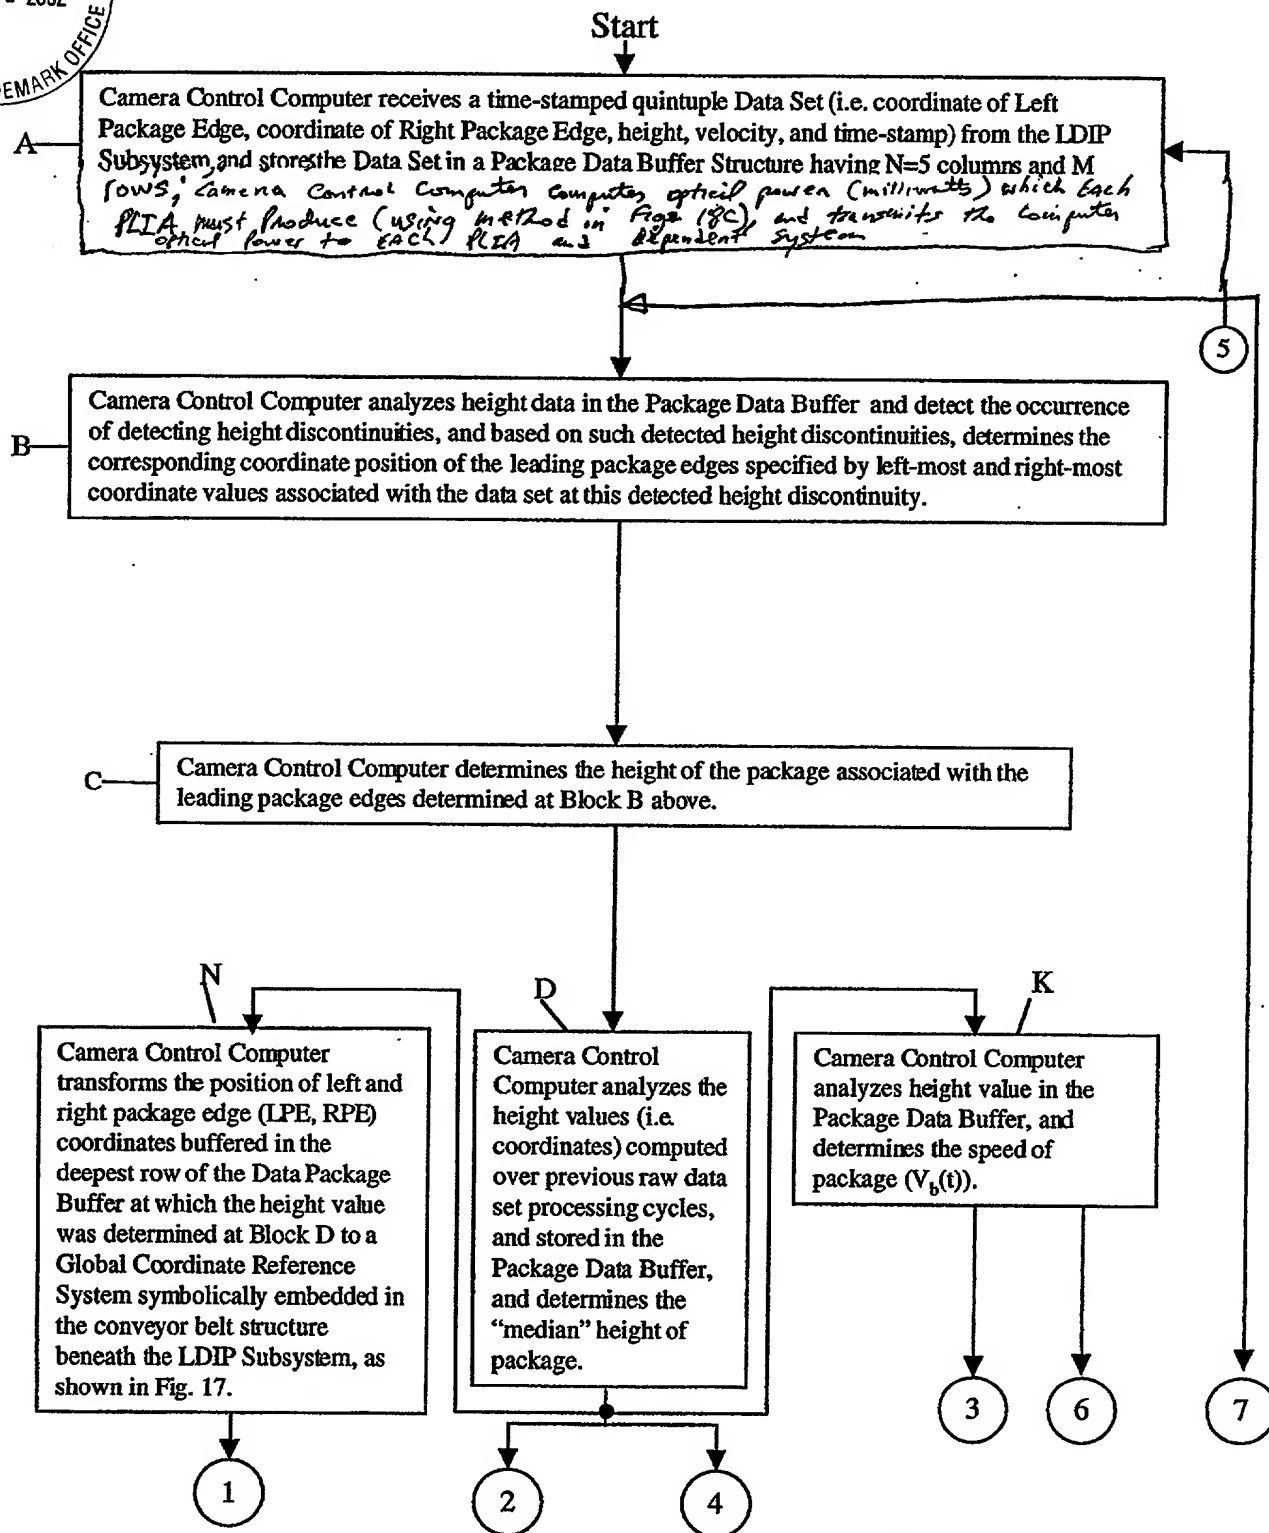 2002
EMARK OFFICE
Start
A
Camera Control Computer receives a time-stamped quintuple Data Set (i.e. coordinate of Left
Package Edge, coordinate of Right Package Edge, height, velocity, and time-stamp) from the LDIP
Subsystem, and storesthe Data Set in a Package Data Buffer Structure having N=5 columns and M
rows; Camera Control Computer computer optical power (milliwatts) which Each
PLIA must Produce (using method in Figs (8C), and transmits the computer
optical power to EACH PLIA and dependent system
5
B
Camera Control Computer analyzes height data in the Package Data Buffer and detect the occurrence
of detecting height discontinuities, and based on such detected height discontinuities, determines the
corresponding coordinate position of the leading package edges specified by left-most and right-most
coordinate values associated with the data set at this detected height discontinuity.
C
Camera Control Computer determines the height of the package associated with the
leading package edges determined at Block B above.
N
Camera Control Computer
transforms the position of left and
right package edge (LPE, RPE)
coordinates buffered in the
deepest row of the Data Package
Buffer at which the height value
was determined at Block D to a
Global Coordinate Reference
System symbolically embedded in
the conveyor belt structure
beneath the LDIP Subsystem, as
shown in Fig. 17.
D
Camera Control
Computer analyzes the
height values (i.e.
coordinates) computed
over previous raw data
set processing cycles,
and stored in the
Package Data Buffer,
and determines the
“median” height of
package.
K
Camera Control Computer
analyzes height value in the
Package Data Buffer, and
determines the speed of
package (V_b(t)).
1
2
4
3
6
7